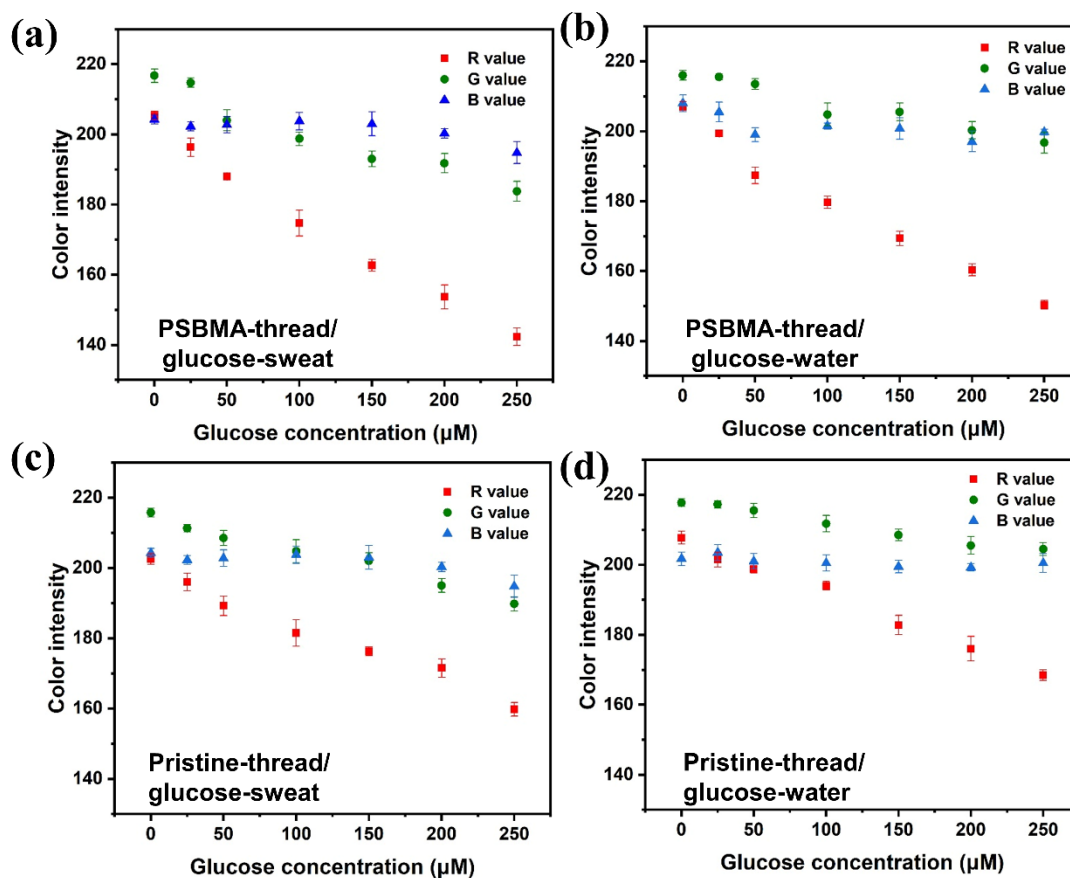 (a)
R value
G value
B value
220
200
180
160
140
Color intensity
PSBMA-thread/
glucose-sweat
0 50 100 150 200 250
Glucose concentration (μM)
(b)
R value
G value
B value
220
200
180
160
140
Color intensity
PSBMA-thread/
glucose-water
0 50 100 150 200 250
Glucose concentration (μM)
(c)
R value
G value
B value
220
200
180
160
140
Color intensity
Pristine-thread/
glucose-sweat
0 50 100 150 200 250
Glucose concentration (μM)
(d)
R value
G value
B value
220
200
180
160
140
Color intensity
Pristine-thread/
glucose-water
0 50 100 150 200 250
Glucose concentration (μM)